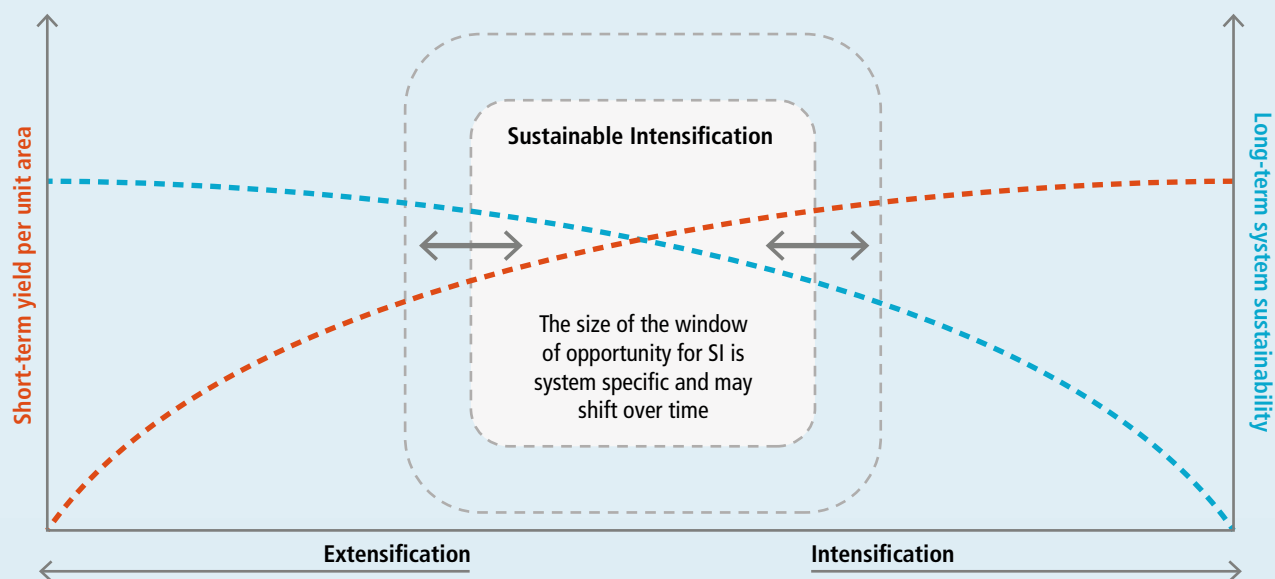 Short-term yield per unit area
Sustainable Intensification
The size of the window
of opportunity for SI is
system specific and may
shift over time
Long-term system sustainability
Extensification
Intensification